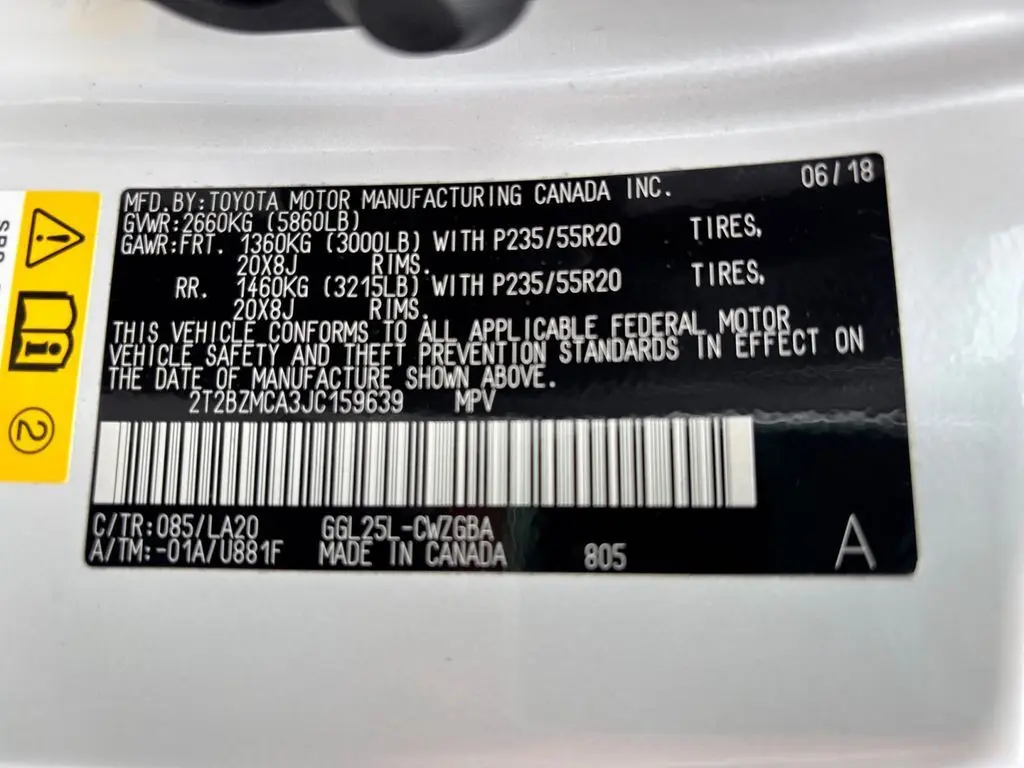 MFD.BY:TOYOTA MOTOR MANUFACTURING CANADA INC. 06/18
GVWR:2660KG (5860LB)
GAWR:FRT. 1360KG (3000LB) WITH P235/55R20 TIRES,
20X8J RIMS.
RR. 1460KG (3215LB) WITH P235/55R20 TIRES,
20X8J RIMS.
THIS VEHICLE CONFORMS TO ALL APPLICABLE FEDERAL MOTOR
VEHICLE SAFETY AND THEFT PREVENTION STANDARDS IN EFFECT ON
THE DATE OF MANUFACTURE SHOWN ABOVE.
2T2BZMCA3JC159639 MPV
C/TR:085/LA20 GGL25L-CWZGBA
A/TM:-01A/U881F MADE IN CANADA 805 A
2